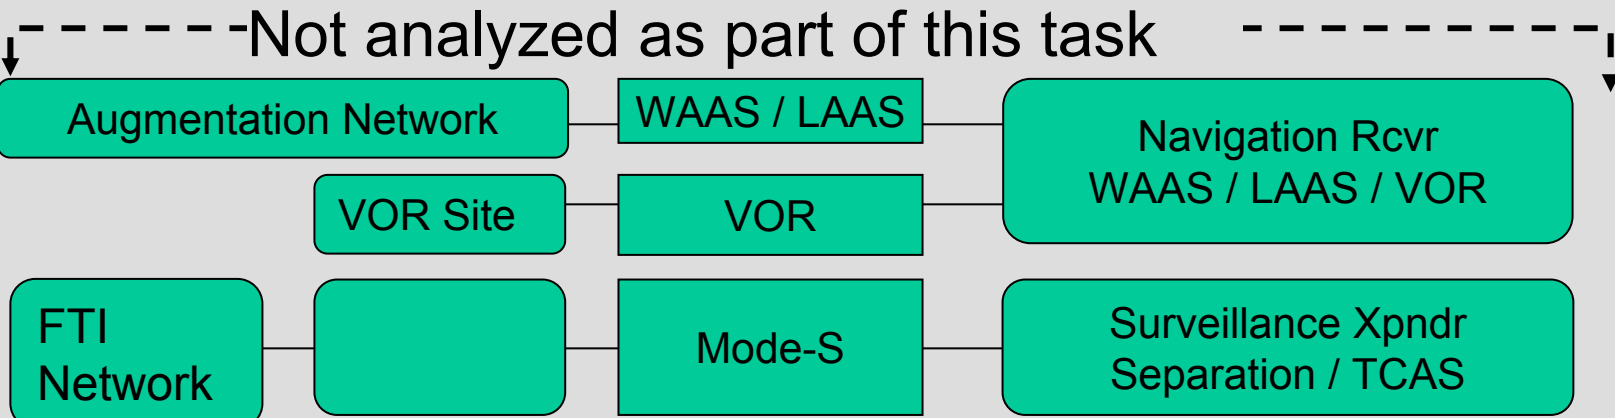 Not analyzed as part of this task
Augmentation Network
WAAS / LAAS
Navigation Rcvr
WAAS / LAAS / VOR
VOR Site
VOR
FTI
Network
Mode-S
Surveillance Xpndr
Separation / TCAS